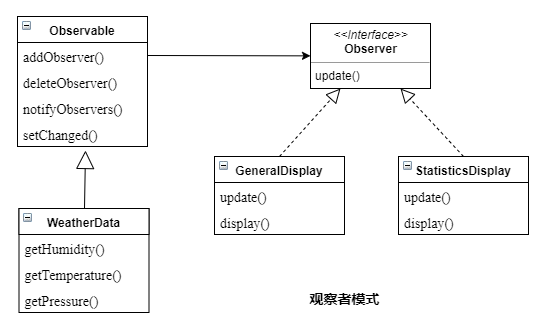 Observable
addObserver()
deleteObserver()
notifyObservers()
setChanged()
<<Interface>>
Observer
update()
GeneralDisplay
update()
display()
StatisticsDisplay
update()
display()
WeatherData
getHumidity()
getTemperature()
getPressure()
观察者模式